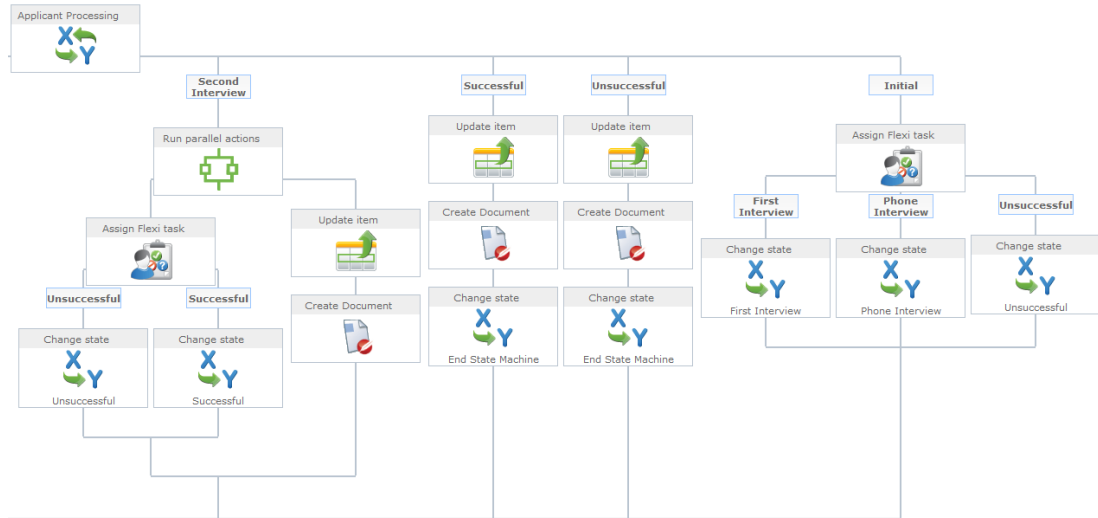 Applicant Processing
Second
Interview
Successful
Unsuccessful
Initial
Run parallel actions
Update item
Update item
Assign Flexi task
First
Interview
Phone
Interview
Unsuccessful
Assign Flexi task
Update item
Create Document
Create Document
Change state
First Interview
Change state
Phone Interview
Change state
Unsuccessful
Unsuccessful
Successful
Create Document
Change state
End State Machine
Change state
End State Machine
Change state
Unsuccessful
Change state
Successful